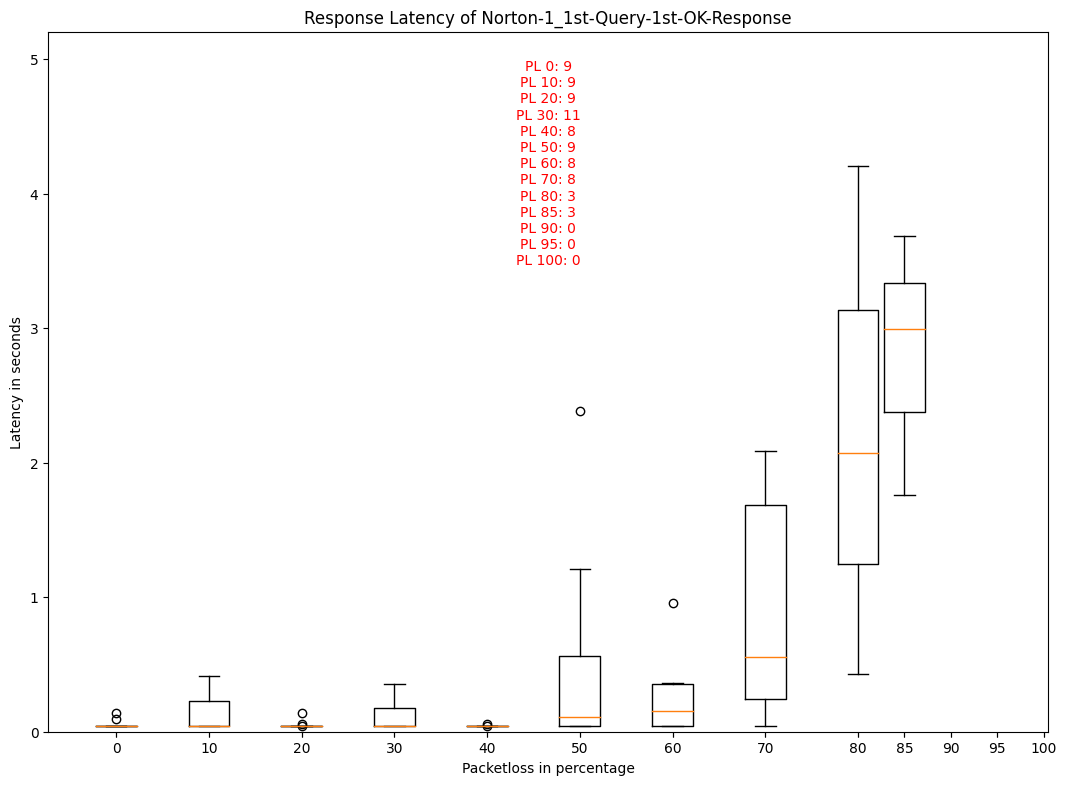 Response Latency of Norton-1_1st-Query-1st-OK-Response
PL 0: 9
PL 10: 9
PL 20: 9
PL 30: 11
PL 40: 8
PL 50: 9
PL 60: 8
PL 70: 8
PL 80: 3
PL 85: 3
PL 90: 0
PL 95: 0
PL 100: 0
Latency in seconds
5
4
3
2
1
0
0 10 20 30 40 50 60 70 80 85 90 95 100
Packetloss in percentage